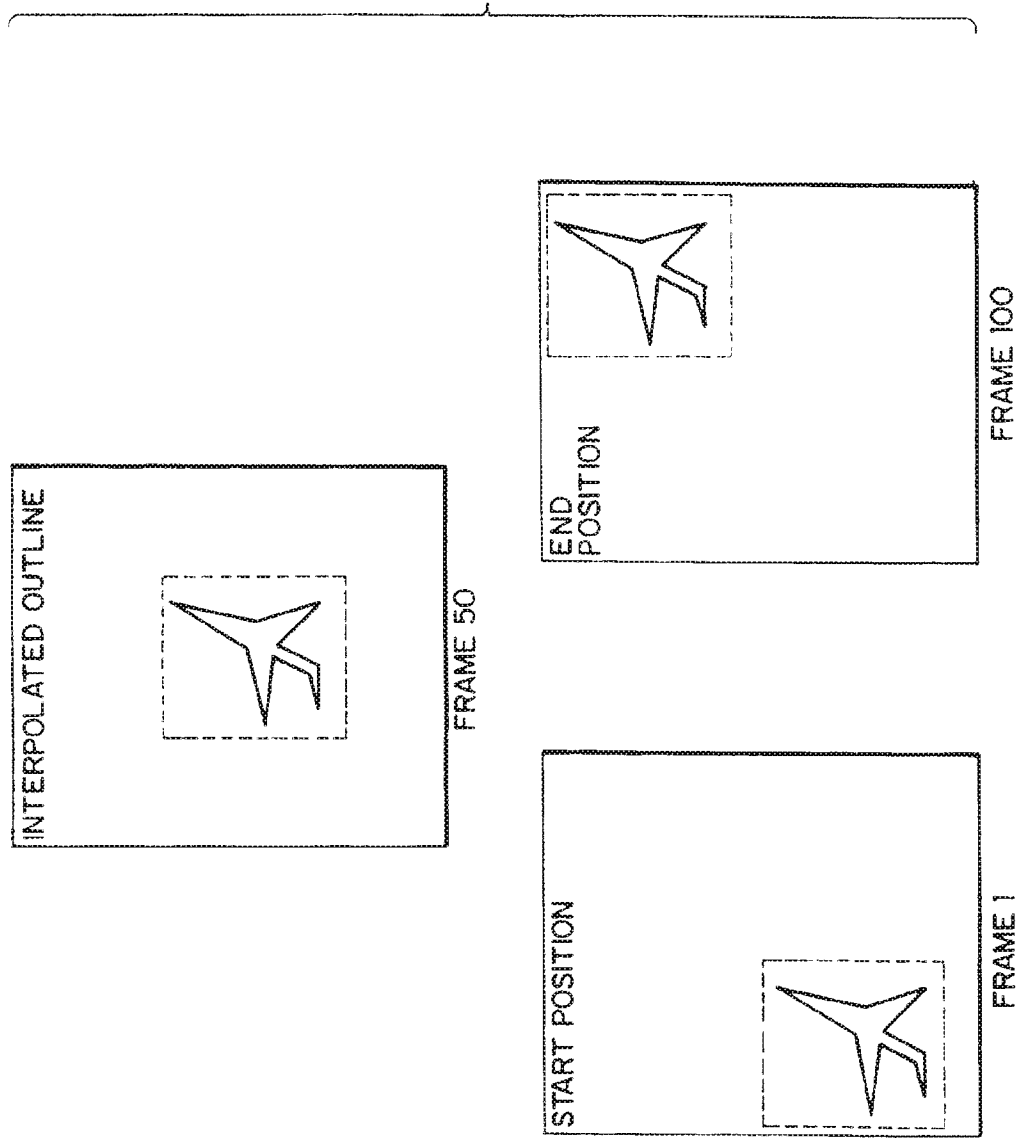 INTERPOLATED OUTLINE
FRAME 50
START POSITION
FRAME 1
END
POSITION
FRAME 100